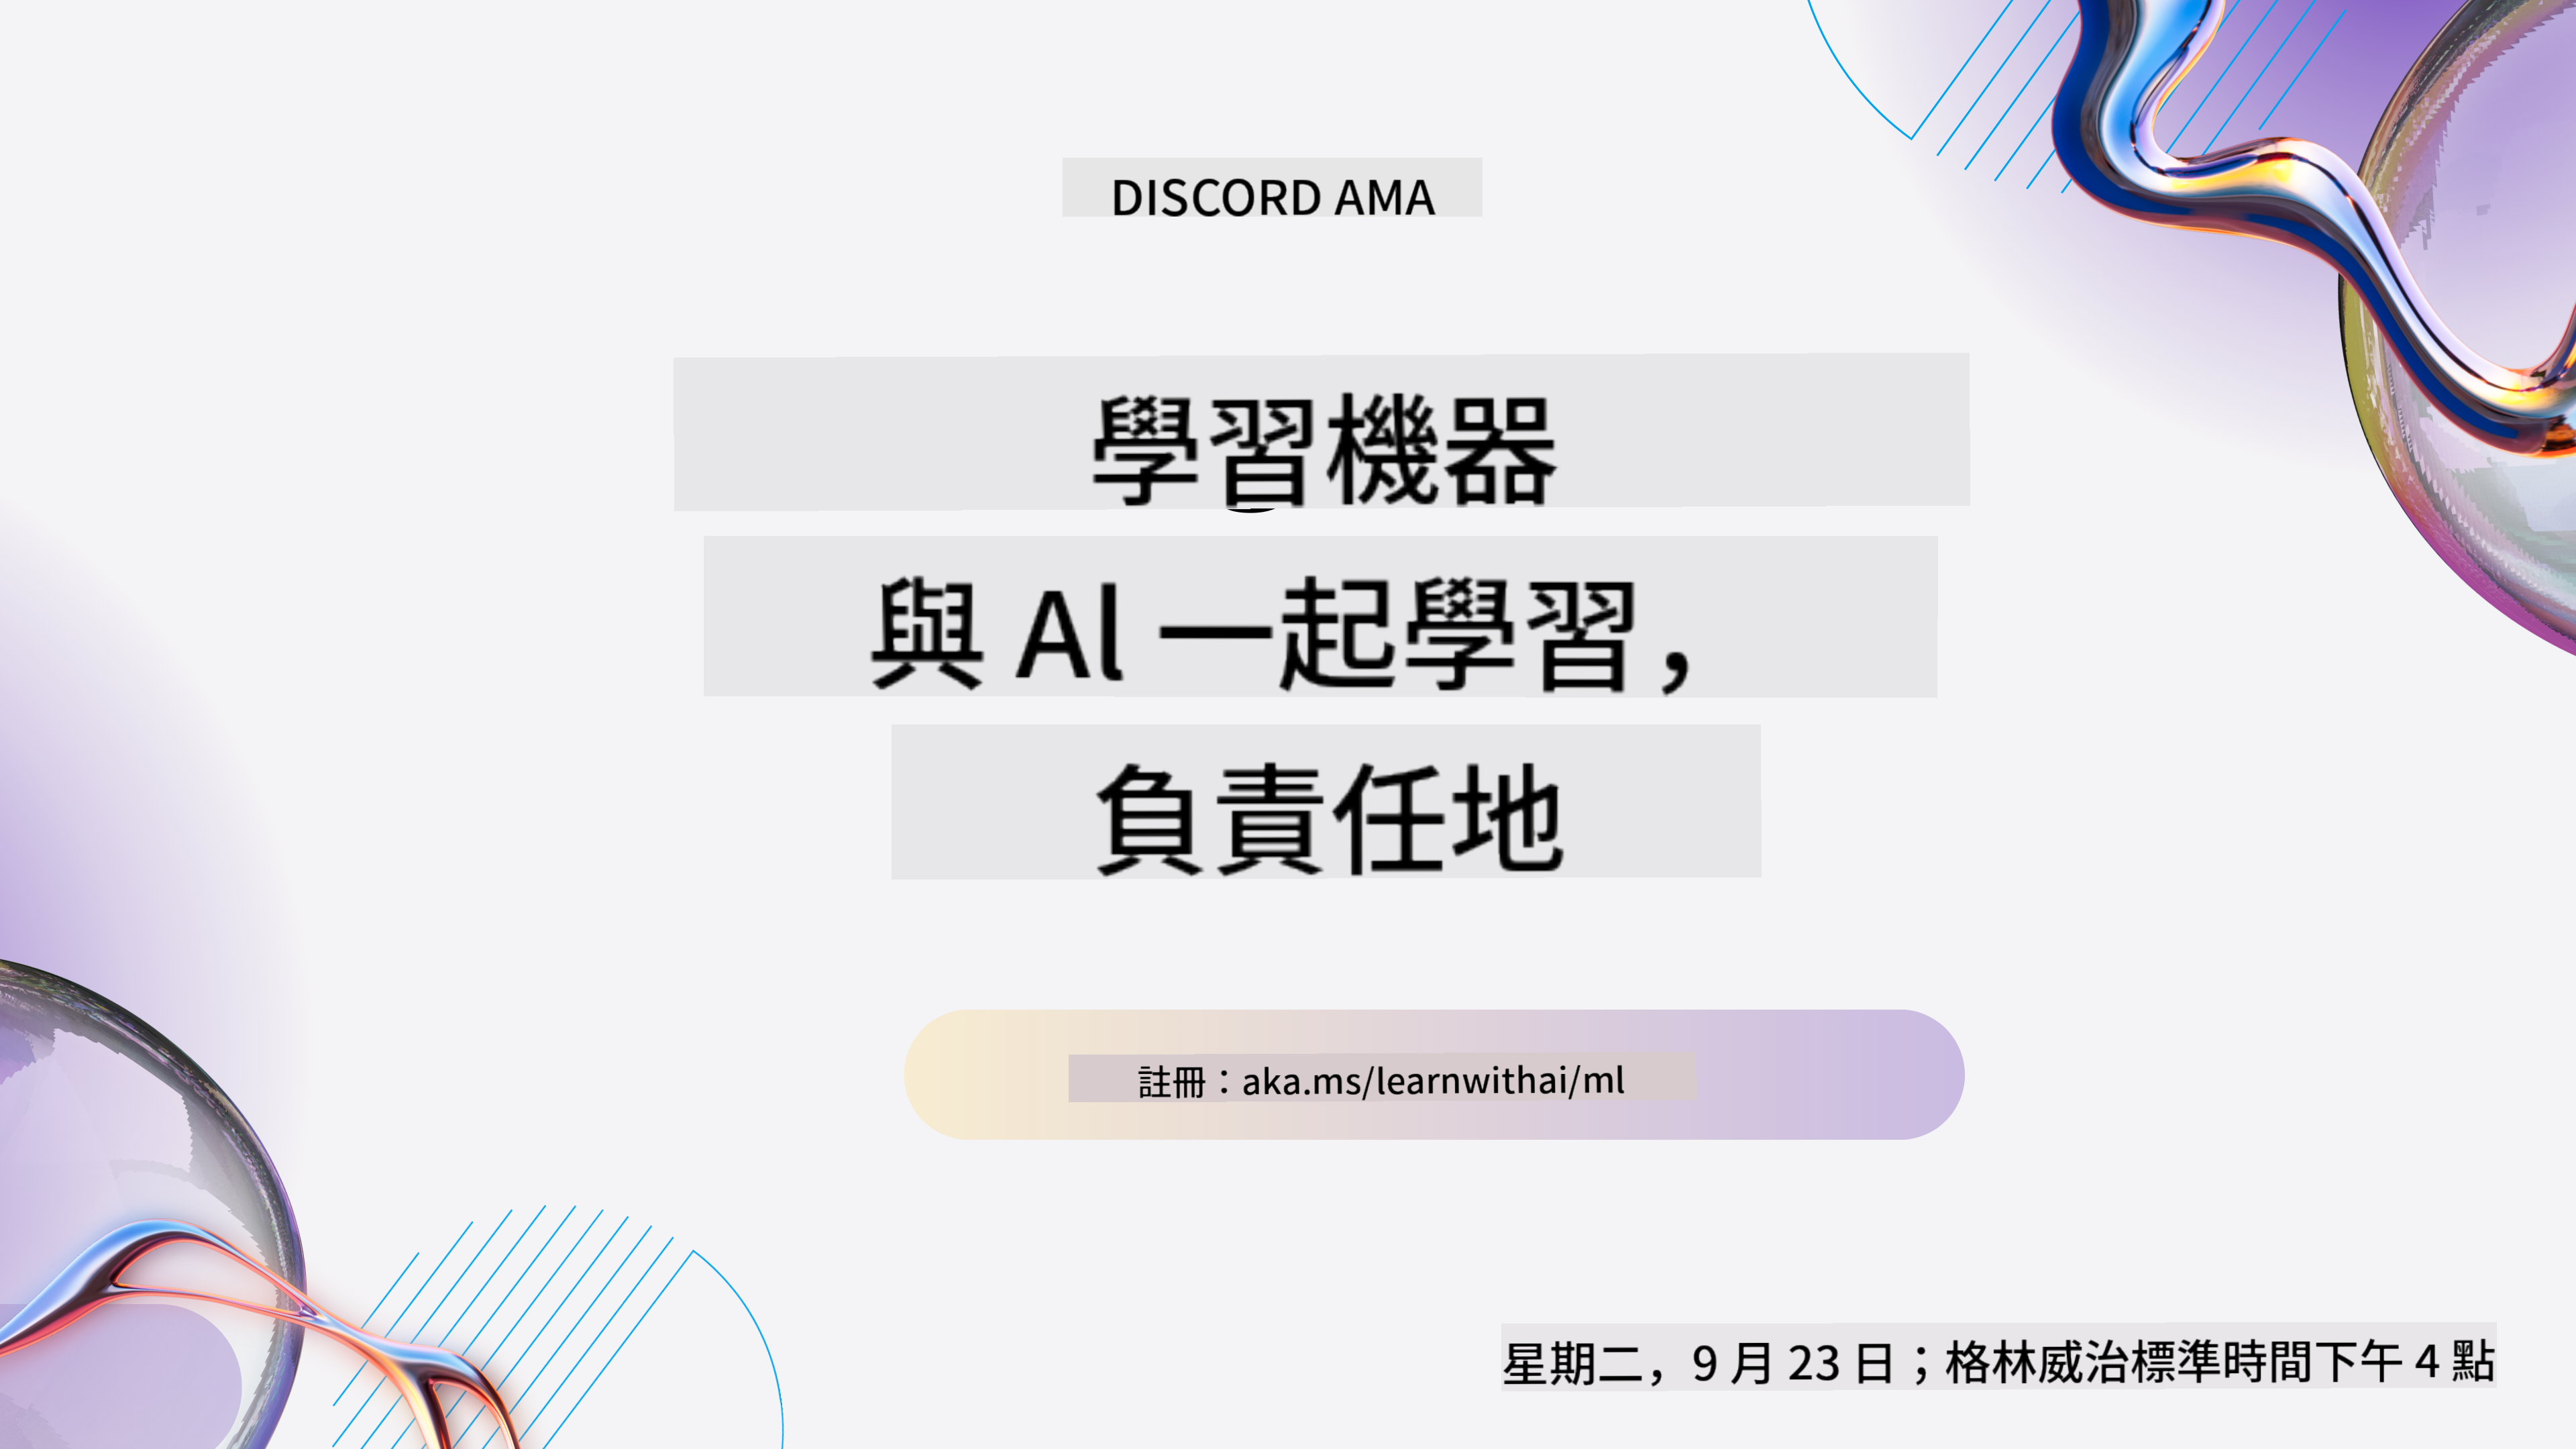 DISCORD AMA
學習機器
與 Al 一起學習，
負責任地
註冊：aka.ms/learnwithai/ml
星期二，9 月 23 日；格林威治標準時間下午 4 點